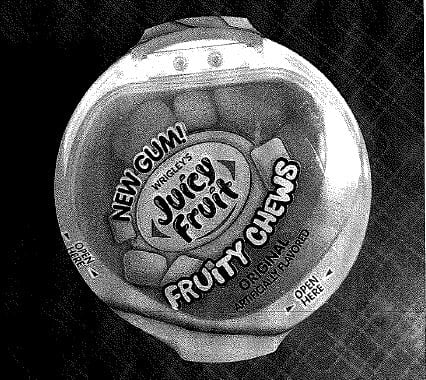 NEW GUM!
WRIGLEY'S
Juicy
Fruit
FRUITY CHEWS
ORIGINAL
ARTIFICIALLY FLAVORED
OPEN
HERE
OPEN
HERE